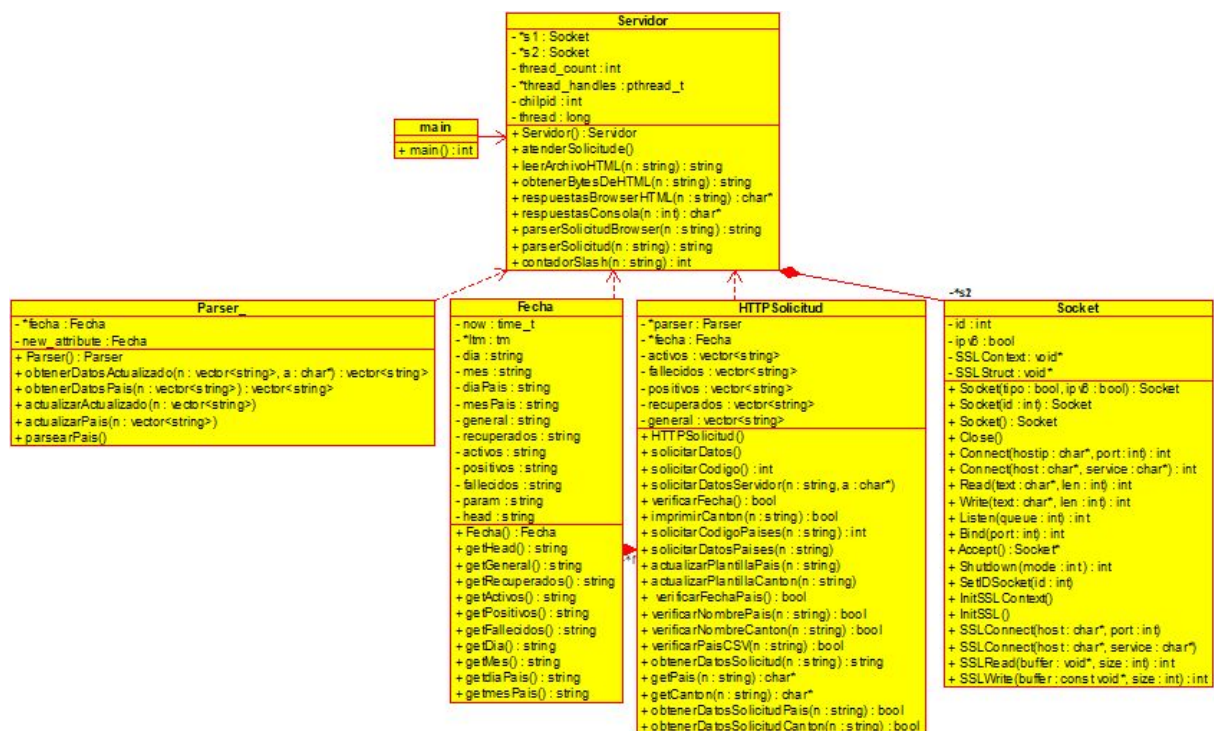 Servidor
- *s1 : Socket
- *s2 : Socket
- thread_count : int
- *thread_handles : pthread_t
- chilpid : int
- thread : long
+ Servidor() : Servidor
+ atenderSolicitude()
+ leerArchivoHTML(n : string) : string
+ obtenerBytesDeHTML(n : string) : string
+ respuestasBrowserHTML(n : string) : char*
+ respuestasConsola(n : int) : char*
+ parserSolicitudBrowser(n : string) : string
+ parserSolicitud(n : string) : string
+ contadorSlash(n : string) : int
main
+ main() : int
Parser_
- *fecha : Fecha
- new_attribute : Fecha
+ Parser() : Parser
+ obtenerDatosActualizado(n : vector<string>, a : char*) : vector<string>
+ obtenerDatosPais(n : vector<string>) : vector<string>
+ actualizarActualizado(n : vector<string>)
+ actualizarPais(n : vector<string>)
+ parsearPais()
Fecha
- now : time_t
- *ltm : tm
- dia : string
- mes : string
- diaPais : string
- mesPais : string
- general : string
- recuperados : string
- activos : string
- positivos : string
- fallecidos : string
- param : string
- head : string
+ Fecha() : Fecha
+ getHead() : string
+ getGeneral() : string
+ getRecuperados() : string
+ getActivos() : string
+ getPositivos() : string
+ getFallecidos() : string
+ getDia() : string
+ getMes() : string
+ getdiaPais() : string
+ getmesPais() : string
HTTPSolicitud
- *parser : Parser
- *fecha : Fecha
- activos : vector<string>
- fallecidos : vector<string>
- positivos : vector<string>
- recuperados : vector<string>
- general : vector<string>
+ HTTPSolicitud()
+ solicitarDatos()
+ solicitarCodigo() : int
+ solicitarDatosServidor(n : string, a : char*)
+ verificarFecha() : bool
+ imprimirCanton(n : string) : bool
+ solicitarCodigoPaises(n : string) : int
+ solicitarDatosPaises(n : string)
+ actualizarPlantillaPais(n : string)
+ actualizarPlantillaCanton(n : string)
+ verificarFechaPais() : bool
+ verificarNombrePais(n : string) : bool
+ verificarNombreCanton(n : string) : bool
+ verificarPaisCSV(n : string) : bool
+ obtenerDatosSolicitud(n : string) : string
+ getPais(n : string) : char*
+ getCanton(n : string) : char*
+ obtenerDatosSolicitudPais(n : string) : bool
+ obtenerDatosSolicitudCanton(n : string) : bool
-*s2
Socket
- id : int
- ipv6 : bool
- SSLContext : void*
- SSLStruct : void*
+ Socket(tipo : bool, ipv6 : bool) : Socket
+ Socket(id : int) : Socket
+ Socket() : Socket
+ Close()
+ Connect(hostip : char*, port : int) : int
+ Connect(host : char*, service : char*) : int
+ Read(text : char*, len : int) : int
+ Write(text : char*, len : int) : int
+ Listen(queue : int) : int
+ Bind(port : int) : int
+ Accept() : Socket*
+ Shutdown(mode : int) : int
+ SetIDSocket(id : int)
+ InitSSLContext()
+ InitSSL()
+ SSLConnect(host : char*, port : int)
+ SSLConnect(host : char*, service : char*)
+ SSLRead(buffer : void*, size : int) : int
+ SSLWrite(buffer : const void*, size : int) : int